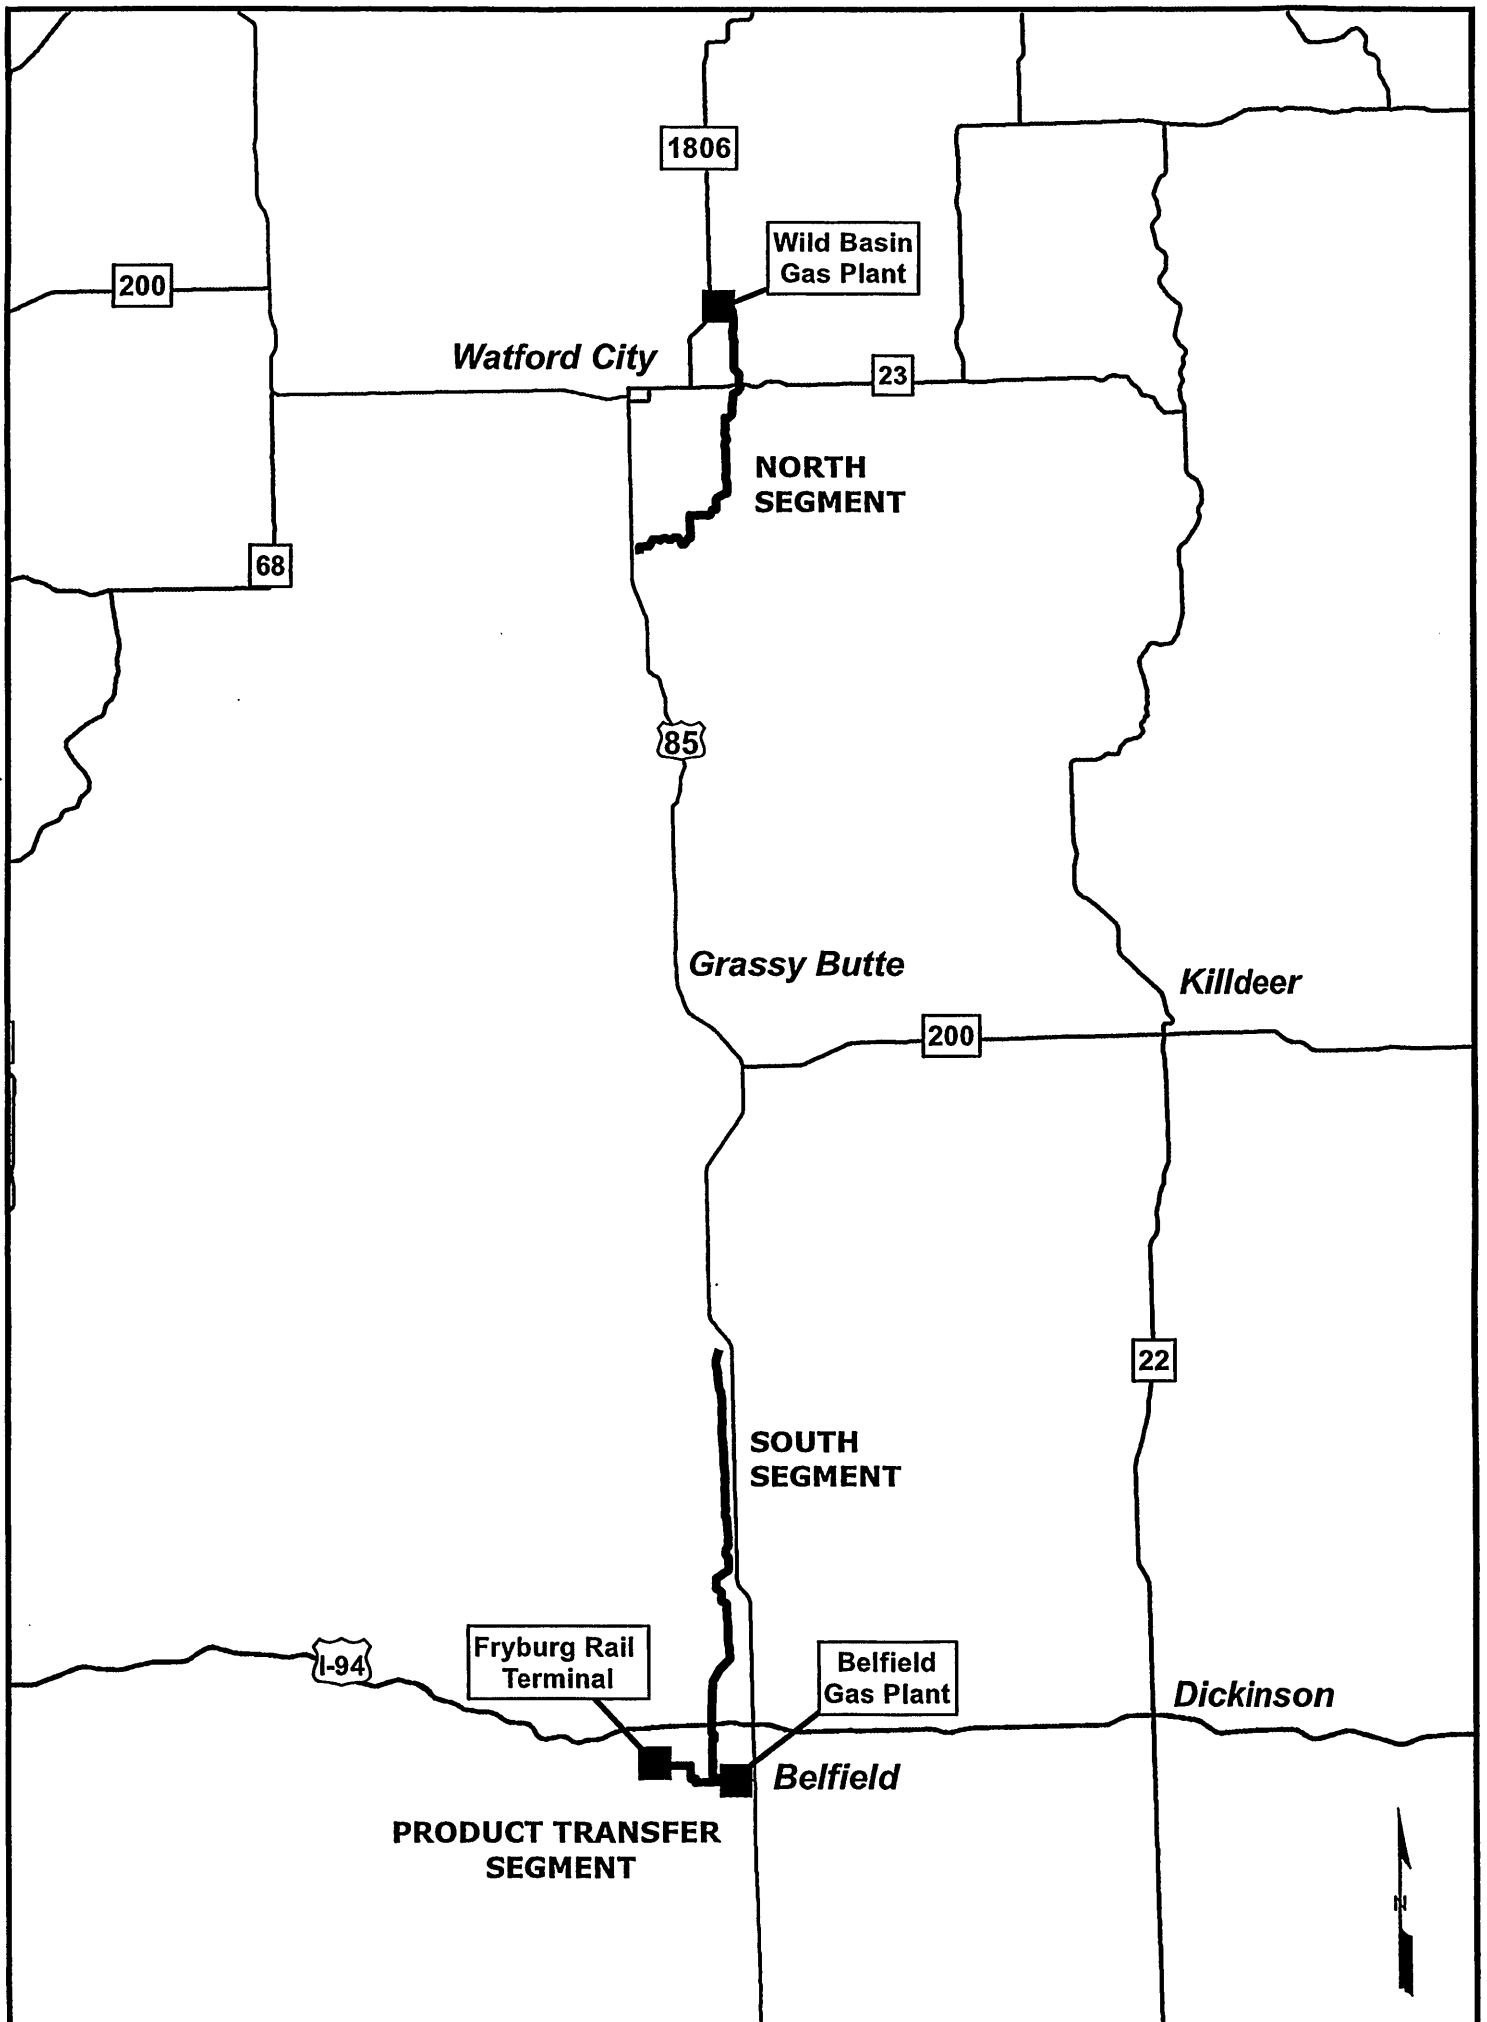 1806
Wild Basin
Gas Plant
200
Watford City
23
NORTH
SEGMENT
68
85
Grassy Butte
Killdeer
200
22
SOUTH
SEGMENT
Fryburg Rail
Terminal
I-94
Belfield
Gas Plant
Dickinson
Belfield
PRODUCT TRANSFER
SEGMENT
N